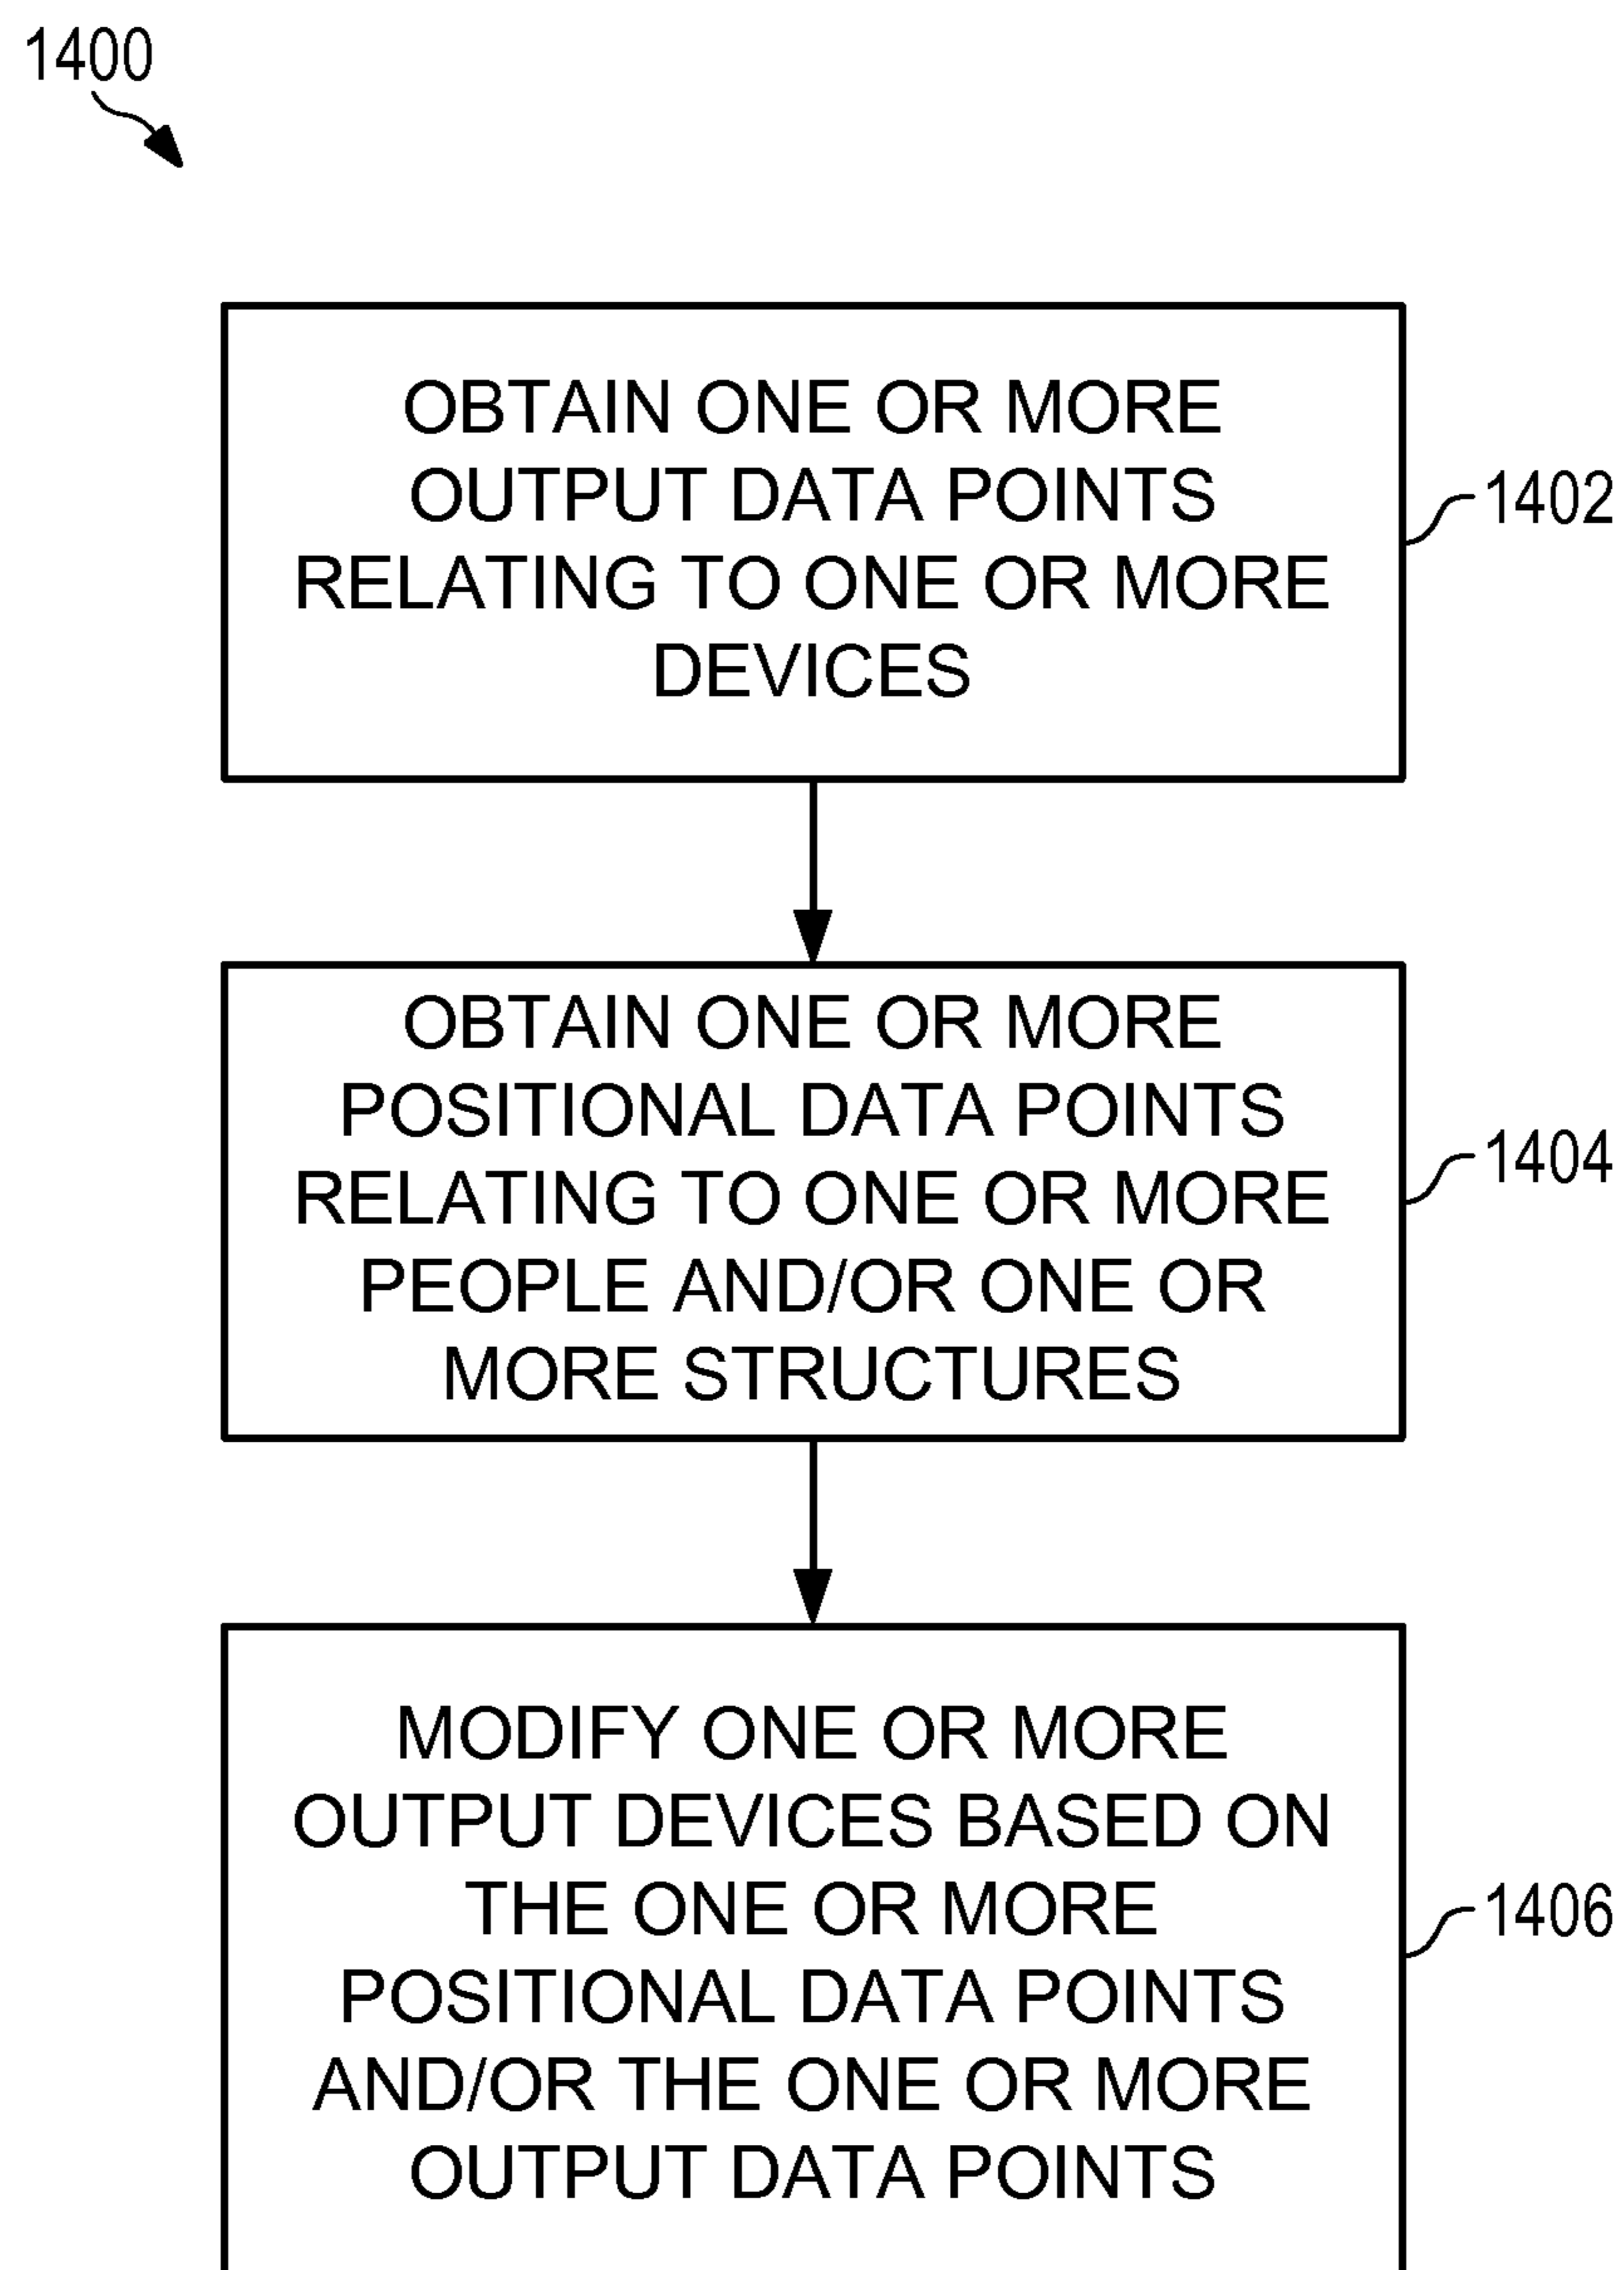 1400
OBTAIN ONE OR MORE
OUTPUT DATA POINTS
RELATING TO ONE OR MORE
DEVICES
1402
OBTAIN ONE OR MORE
POSITIONAL DATA POINTS
RELATING TO ONE OR MORE
PEOPLE AND/OR ONE OR
MORE STRUCTURES
1404
MODIFY ONE OR MORE
OUTPUT DEVICES BASED ON
THE ONE OR MORE
POSITIONAL DATA POINTS
AND/OR THE ONE OR MORE
OUTPUT DATA POINTS
1406